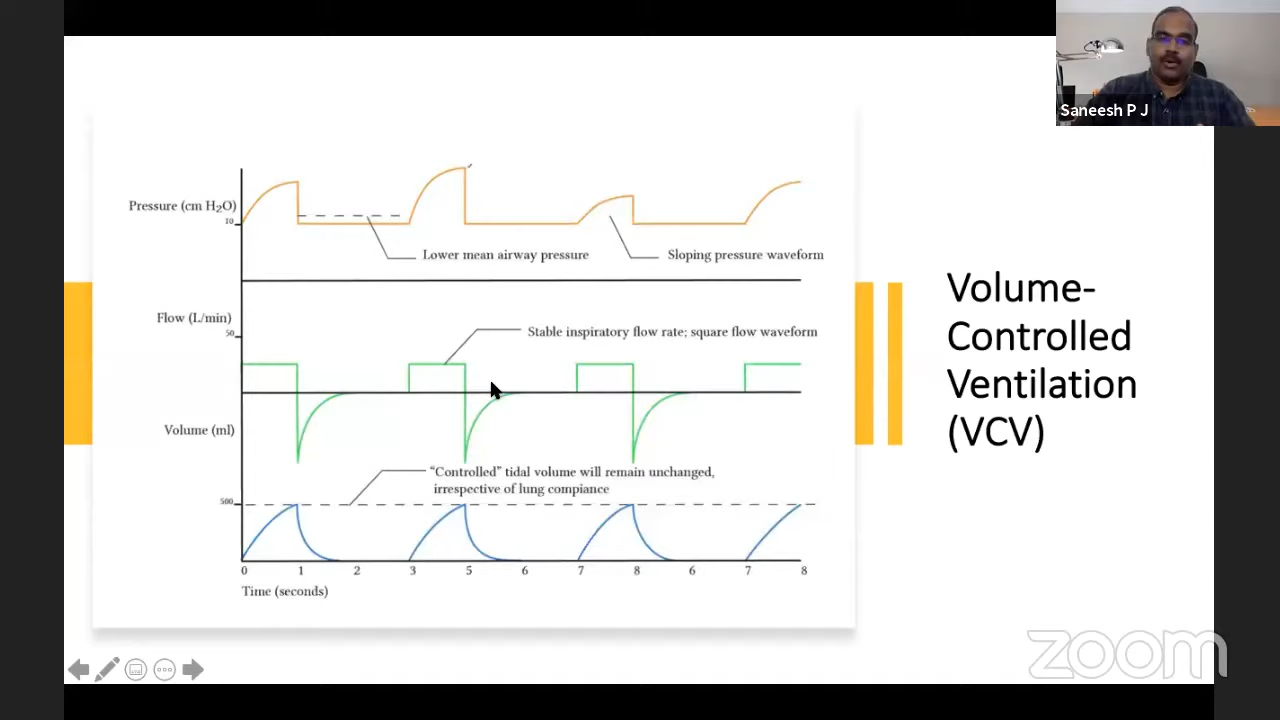 Saneesh P J
Pressure (cm H₂O)
10
Lower mean airway pressure
Sloping pressure waveform
Flow (L/min)
50
Stable inspiratory flow rate; square flow waveform
Volume (ml)
"Controlled" tidal volume will remain unchanged,
irrespective of lung compiance
500
0 1 2 3 5 6 7 8 6 7 8
Time (seconds)
Volume-
Controlled
Ventilation
(VCV)
zoom